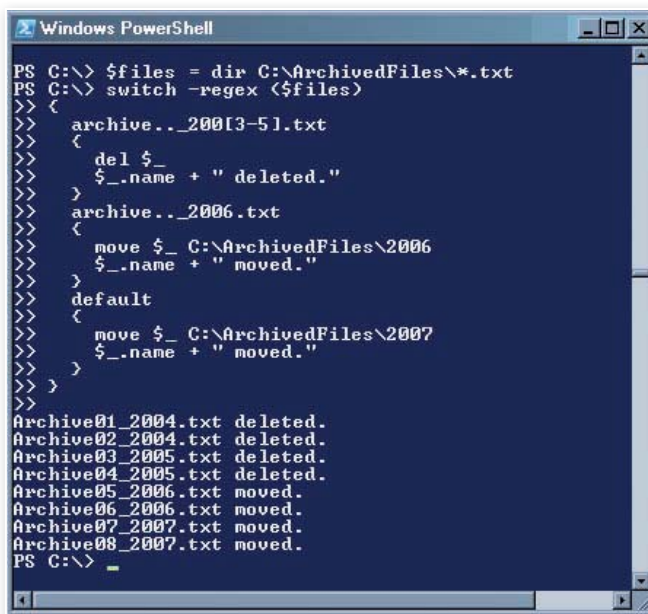 Windows PowerShell
PS C:\> $files = dir C:\ArchivedFiles\*.txt
PS C:\> switch -regex ($files)
>> {
>>   archive.._200[3-5].txt
>>   {
>>     del $_
>>     $_.name + " deleted."
>>   }
>>   archive.._2006.txt
>>   {
>>     move $_ C:\ArchivedFiles\2006
>>     $_.name + " moved."
>>   }
>>   default
>>   {
>>     move $_ C:\ArchivedFiles\2007
>>     $_.name + " moved."
>>   }
>> }
>>
Archive01_2004.txt deleted.
Archive02_2004.txt deleted.
Archive03_2005.txt deleted.
Archive04_2005.txt deleted.
Archive05_2006.txt moved.
Archive06_2006.txt moved.
Archive07_2007.txt moved.
Archive08_2007.txt moved.
PS C:\> _